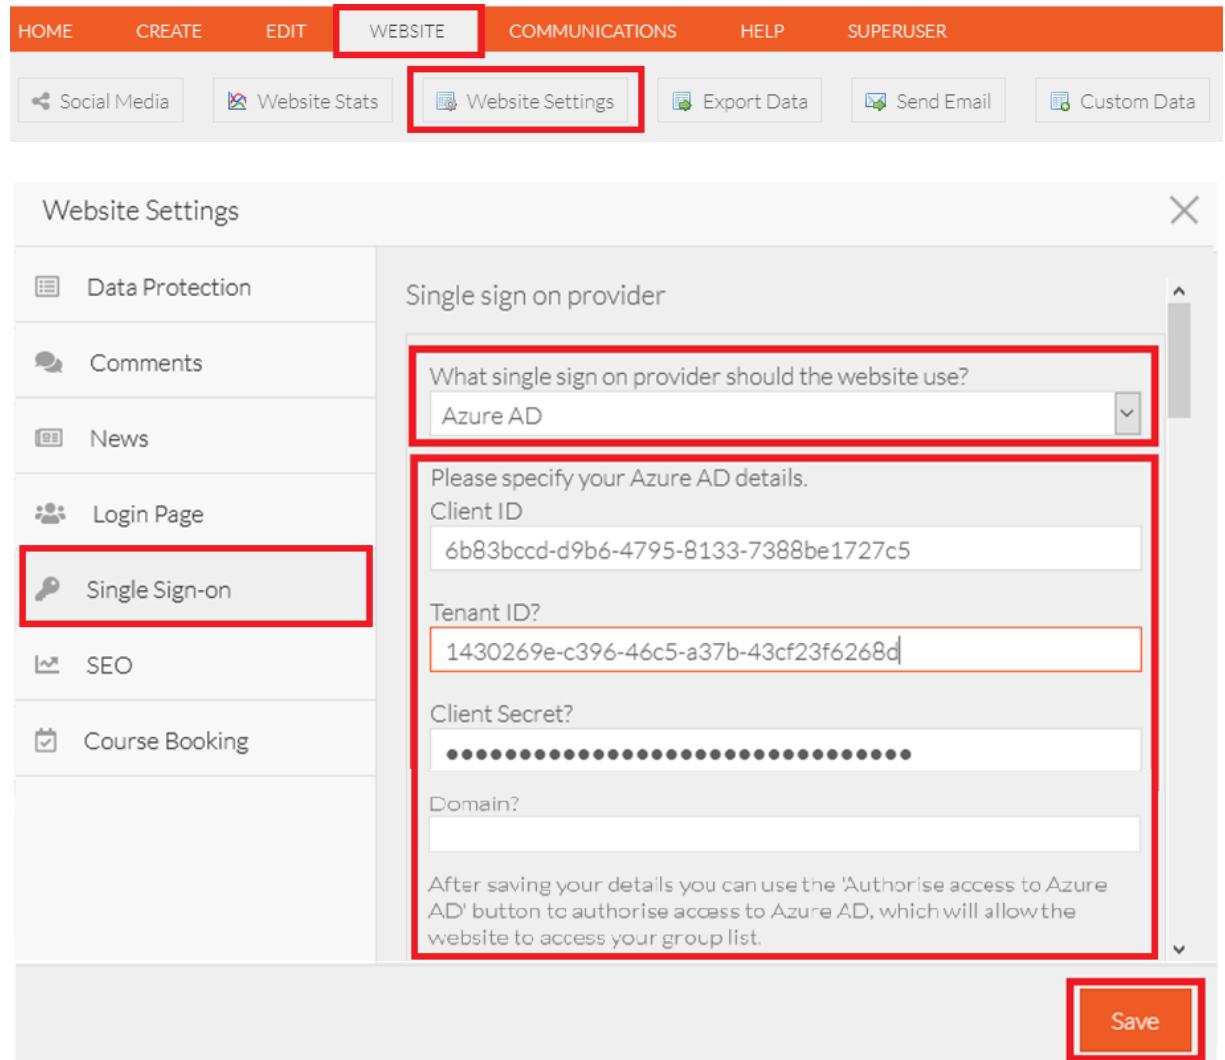 HOME CREATE EDIT WEBSITE COMMUNICATIONS HELP SUPERUSER
Social Media Website Stats Website Settings Export Data Send Email Custom Data
Website Settings
Data Protection
Comments
News
Login Page
Single Sign-on
SEO
Course Booking
Single sign on provider
What single sign on provider should the website use?
Azure AD
Please specify your Azure AD details.
Client ID
6b83bccd-d9b6-4795-8133-7388be1727c5
Tenant ID?
1430269e-c396-46c5-a37b-43cf23f6268d
Client Secret?
••••••••••••••••••••••••••••••••
Domain?
After saving your details you can use the 'Authorise access to Azure
AD' button to authorise access to Azure AD, which will allow the
website to access your group list.
Save